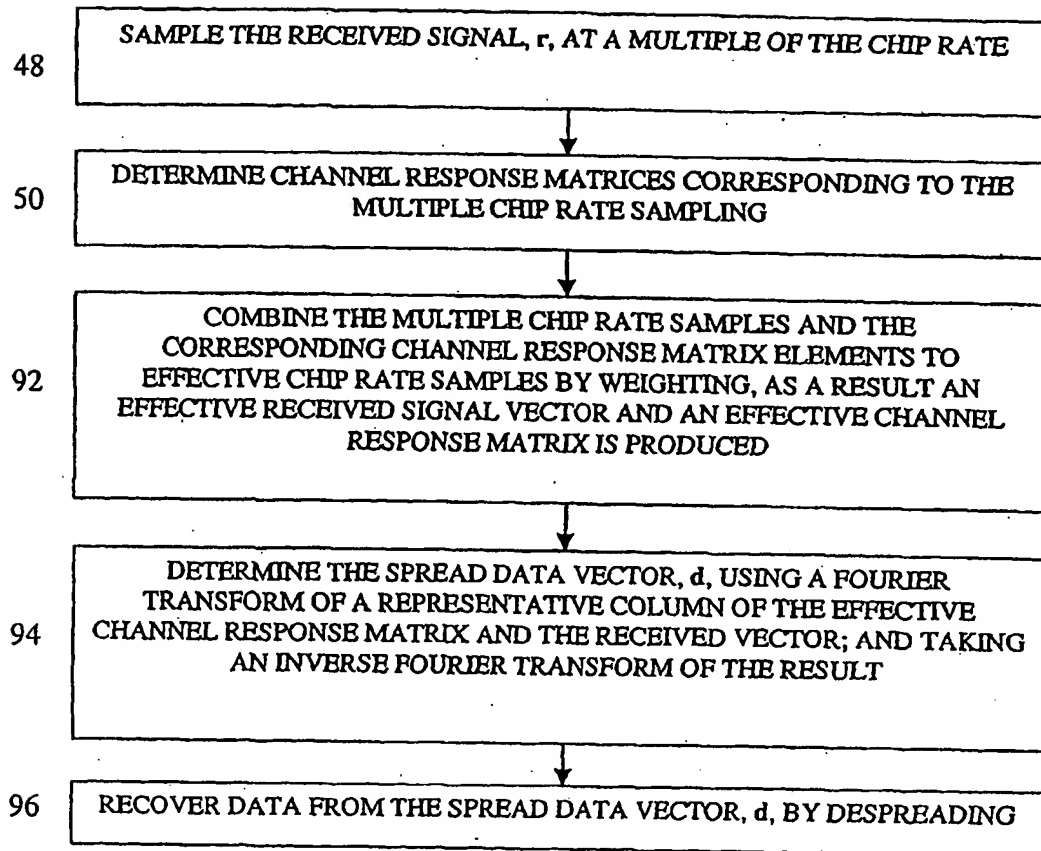 48
SAMPLE THE RECEIVED SIGNAL, r, AT A MULTIPLE OF THE CHIP RATE
50
DETERMINE CHANNEL RESPONSE MATRICES CORRESPONDING TO THE
MULTIPLE CHIP RATE SAMPLING
92
COMBINE THE MULTIPLE CHIP RATE SAMPLES AND THE
CORRESPONDING CHANNEL RESPONSE MATRIX ELEMENTS TO
EFFECTIVE CHIP RATE SAMPLES BY WEIGHTING, AS A RESULT AN
EFFECTIVE RECEIVED SIGNAL VECTOR AND AN EFFECTIVE CHANNEL
RESPONSE MATRIX IS PRODUCED
94
DETERMINE THE SPREAD DATA VECTOR, d, USING A FOURIER
TRANSFORM OF A REPRESENTATIVE COLUMN OF THE EFFECTIVE
CHANNEL RESPONSE MATRIX AND THE RECEIVED VECTOR; AND TAKING
AN INVERSE FOURIER TRANSFORM OF THE RESULT
96
RECOVER DATA FROM THE SPREAD DATA VECTOR, d, BY DESPREADING